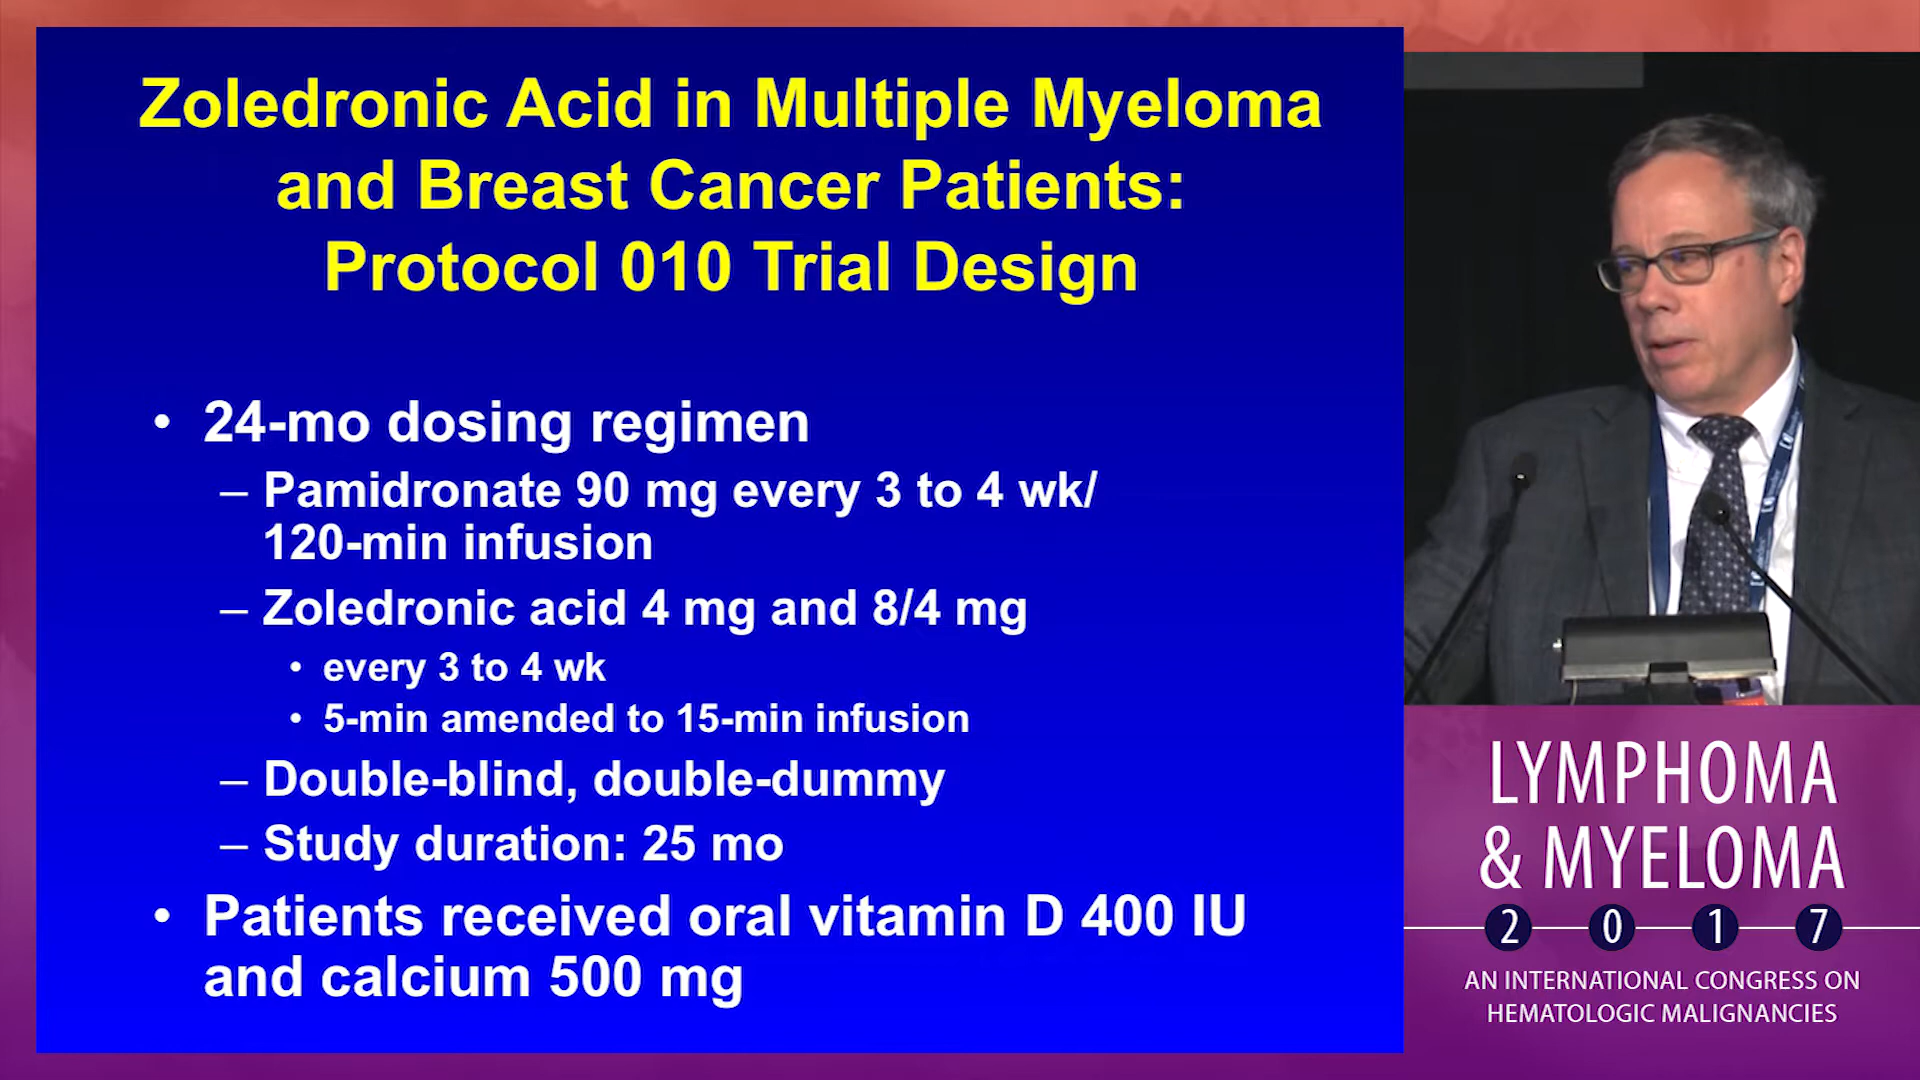 Zoledronic Acid in Multiple Myeloma
and Breast Cancer Patients:
Protocol 010 Trial Design
• 24-mo dosing regimen
– Pamidronate 90 mg every 3 to 4 wk/
120-min infusion
– Zoledronic acid 4 mg and 8/4 mg
• every 3 to 4 wk
• 5-min amended to 15-min infusion
– Double-blind, double-dummy
– Study duration: 25 mo
• Patients received oral vitamin D 400 IU
and calcium 500 mg
LYMPHOMA
& MYELOMA
2 0 1 7
AN INTERNATIONAL CONGRESS ON
HEMATOLOGIC MALIGNANCIES